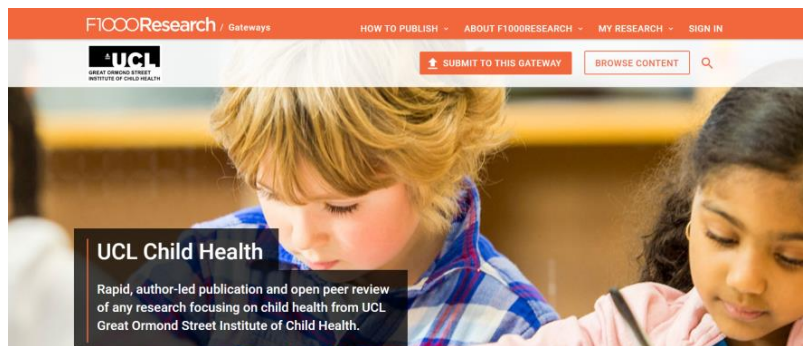 F1000Research / Gateways
HOW TO PUBLISH
ABOUT F1000RESEARCH
MY RESEARCH
SIGN IN
UCL
GREAT ORMOND STREET
INSTITUTE OF CHILD HEALTH
SUBMIT TO THIS GATEWAY
BROWSE CONTENT
UCL Child Health
Rapid, author-led publication and open peer review
of any research focusing on child health from UCL
Great Ormond Street Institute of Child Health.